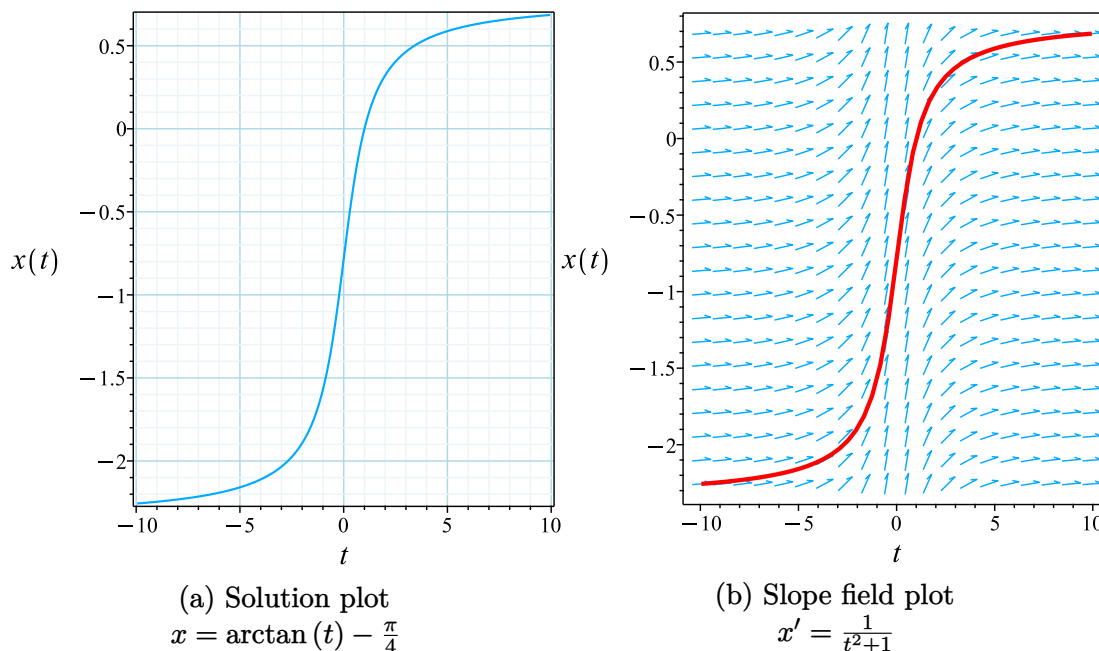 0.5
0
−0.5
x(t)
−1
−1.5
−2
−10 −5 0 5 10
t
(a) Solution plot
x = arctan (t) − π/4
0.5
0
−0.5
x(t)
−1
−1.5
−2
−10 −5 0 5 10
t
(b) Slope field plot
x′ = 1/(t²+1)